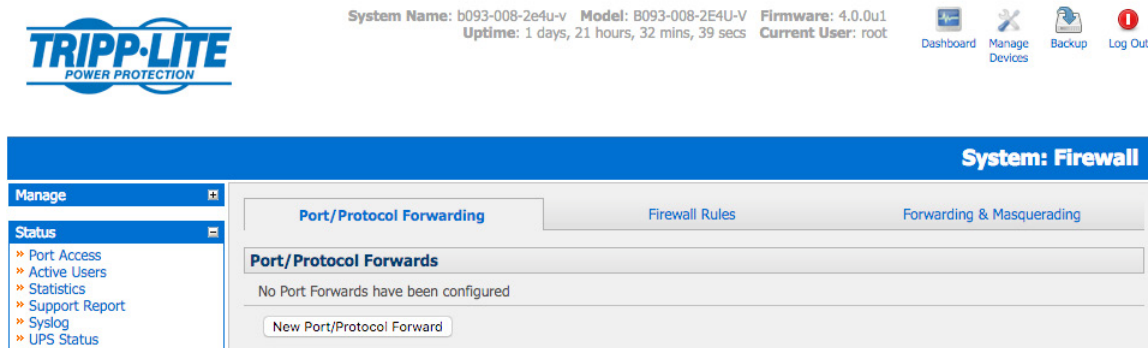 TRIPP·LITE
POWER PROTECTION
System Name: b093-008-2e4u-v Model: B093-008-2E4U-V Firmware: 4.0.0u1
Uptime: 1 days, 21 hours, 32 mins, 39 secs Current User: root
Dashboard
Manage
Devices
Backup
Log Out
System: Firewall
Manage
Status
» Port Access
» Active Users
» Statistics
» Support Report
» Syslog
» UPS Status
Port/Protocol Forwarding
Firewall Rules
Forwarding & Masquerading
Port/Protocol Forwards
No Port Forwards have been configured
New Port/Protocol Forward